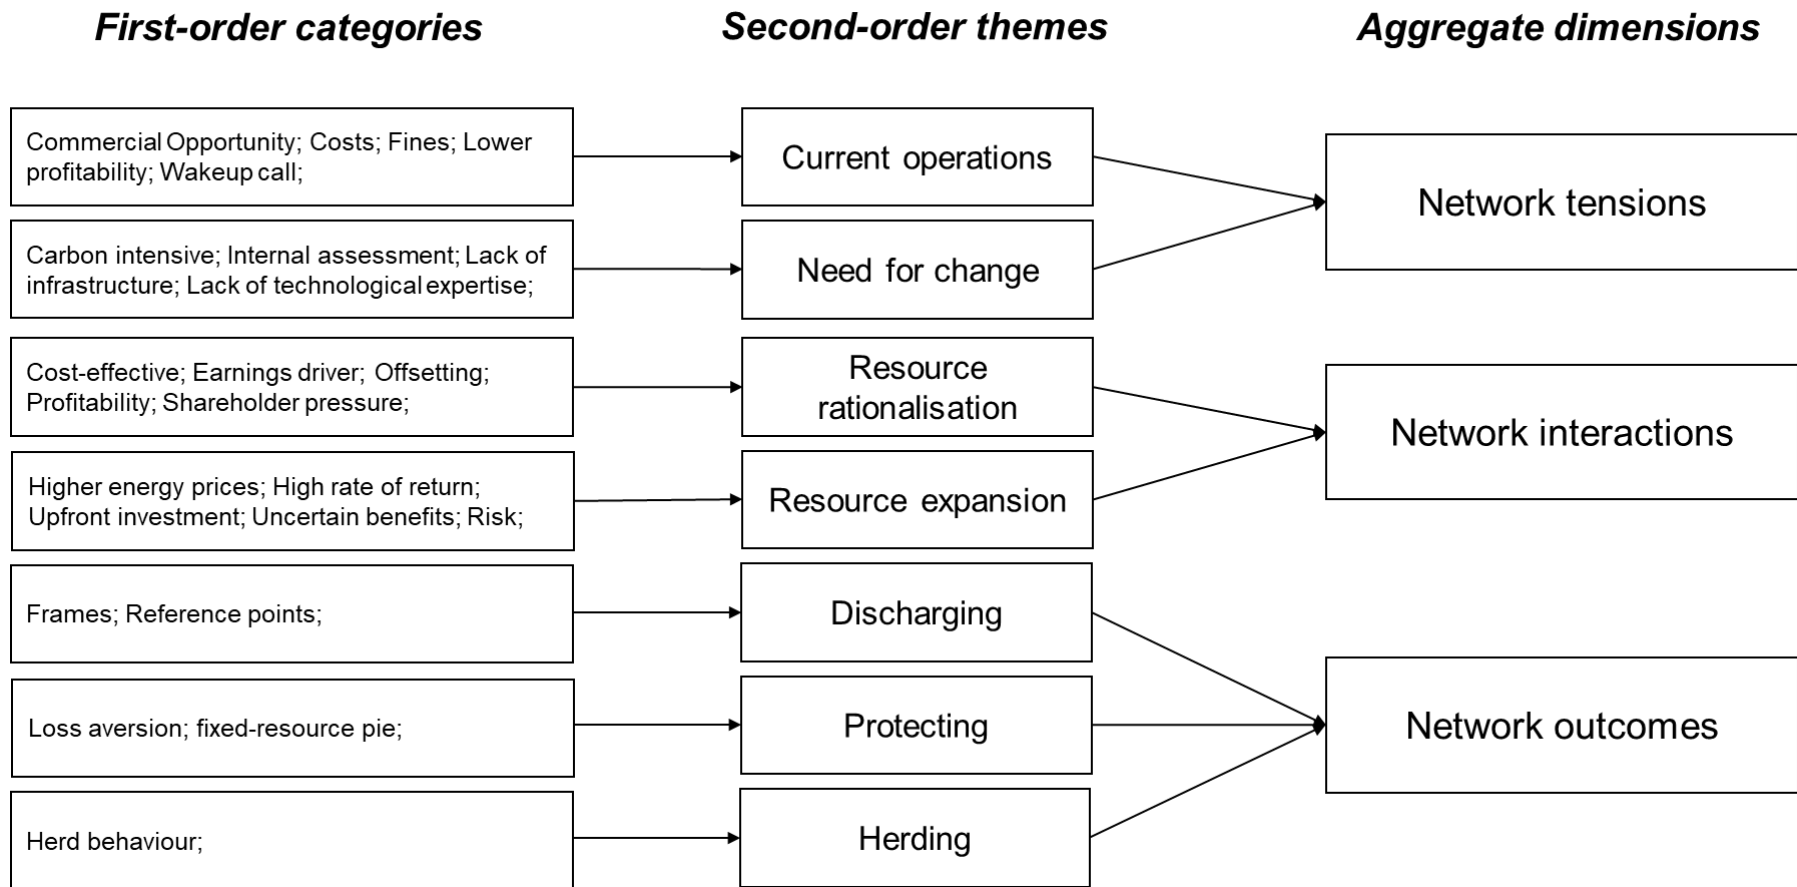 First-order categories
Second-order themes
Aggregate dimensions
Commercial Opportunity; Costs; Fines; Lower
profitability; Wakeup call;
Current operations
Network tensions
Carbon intensive; Internal assessment; Lack of
infrastructure; Lack of technological expertise;
Need for change
Cost-effective; Earnings driver; Offsetting;
Profitability; Shareholder pressure;
Resource
rationalisation
Network interactions
Higher energy prices; High rate of return;
Upfront investment; Uncertain benefits; Risk;
Resource expansion
Frames; Reference points;
Discharging
Loss aversion; fixed-resource pie;
Protecting
Network outcomes
Herd behaviour;
Herding